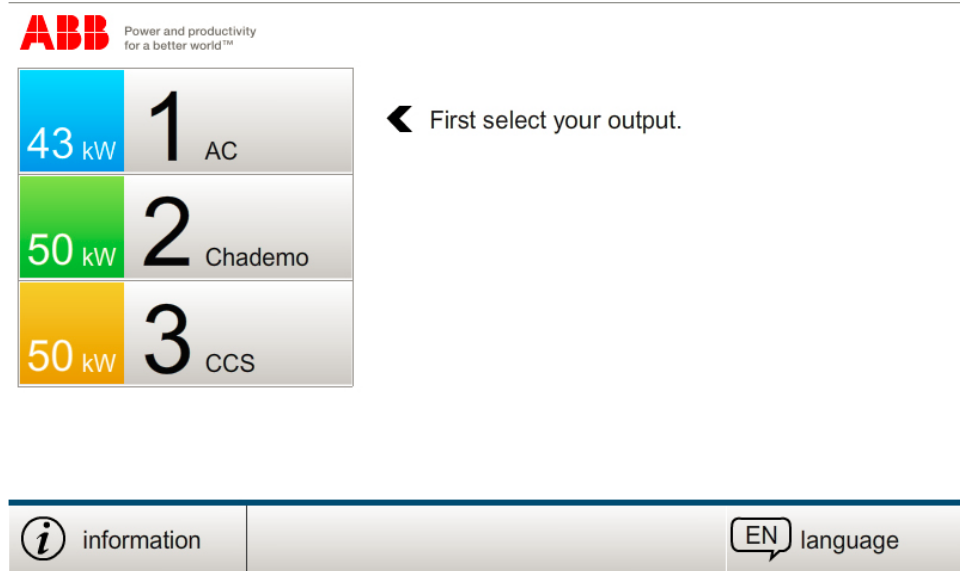 ABB
Power and productivity
for a better world™
43 kW 1 AC
50 kW 2 Chademo
50 kW 3 CCS
First select your output.
i information
EN language